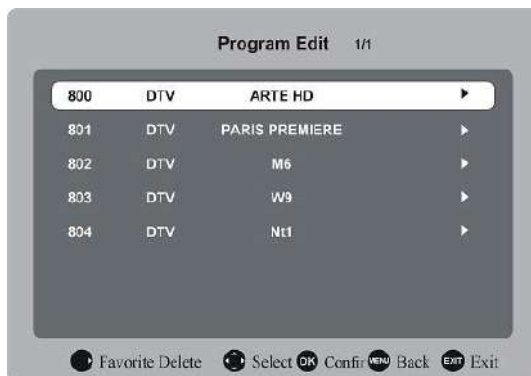 Program Edit 1/1
800 DTV ARTE HD
801 DTV PARIS PREMIERE
802 DTV M6
803 DTV W9
804 DTV Nt1
Favorite Delete Select OK Confir MENU Back EXIT Exit